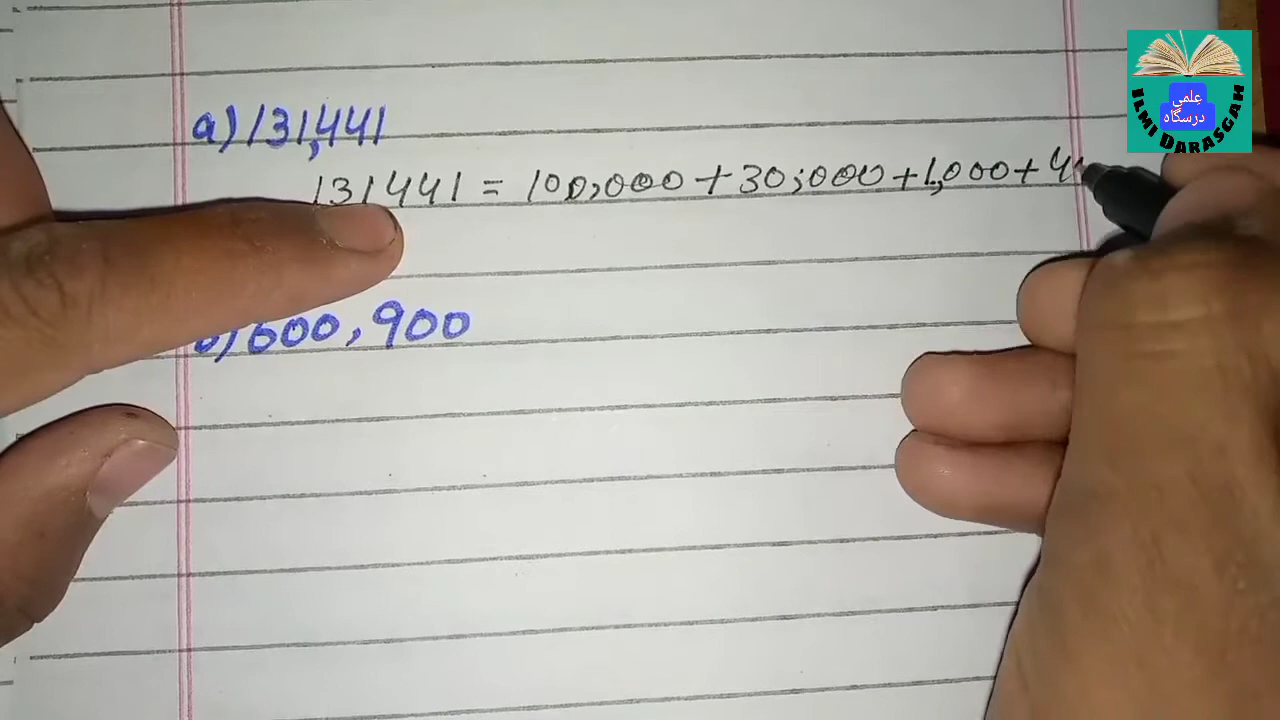 a) 131,441
131441 = 100,000 + 30,000 + 1,000 + 4
b) 600,900
ILMI DARASGAH
علمی
درسگاہ